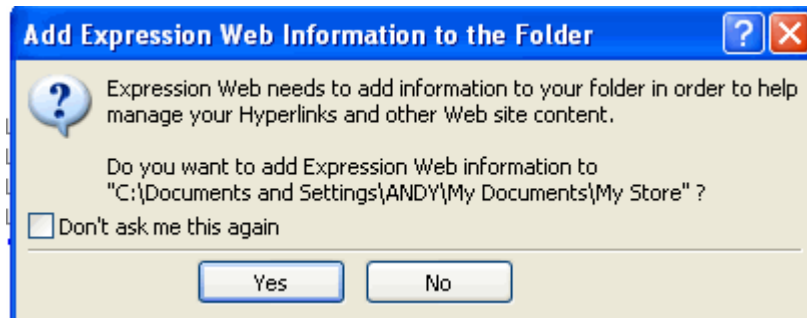 Add Expression Web Information to the Folder
Expression Web needs to add information to your folder in order to help
manage your Hyperlinks and other Web site content.
Do you want to add Expression Web information to
"C:\Documents and Settings\ANDY\My Documents\My Store" ?
Don't ask me this again
Yes No